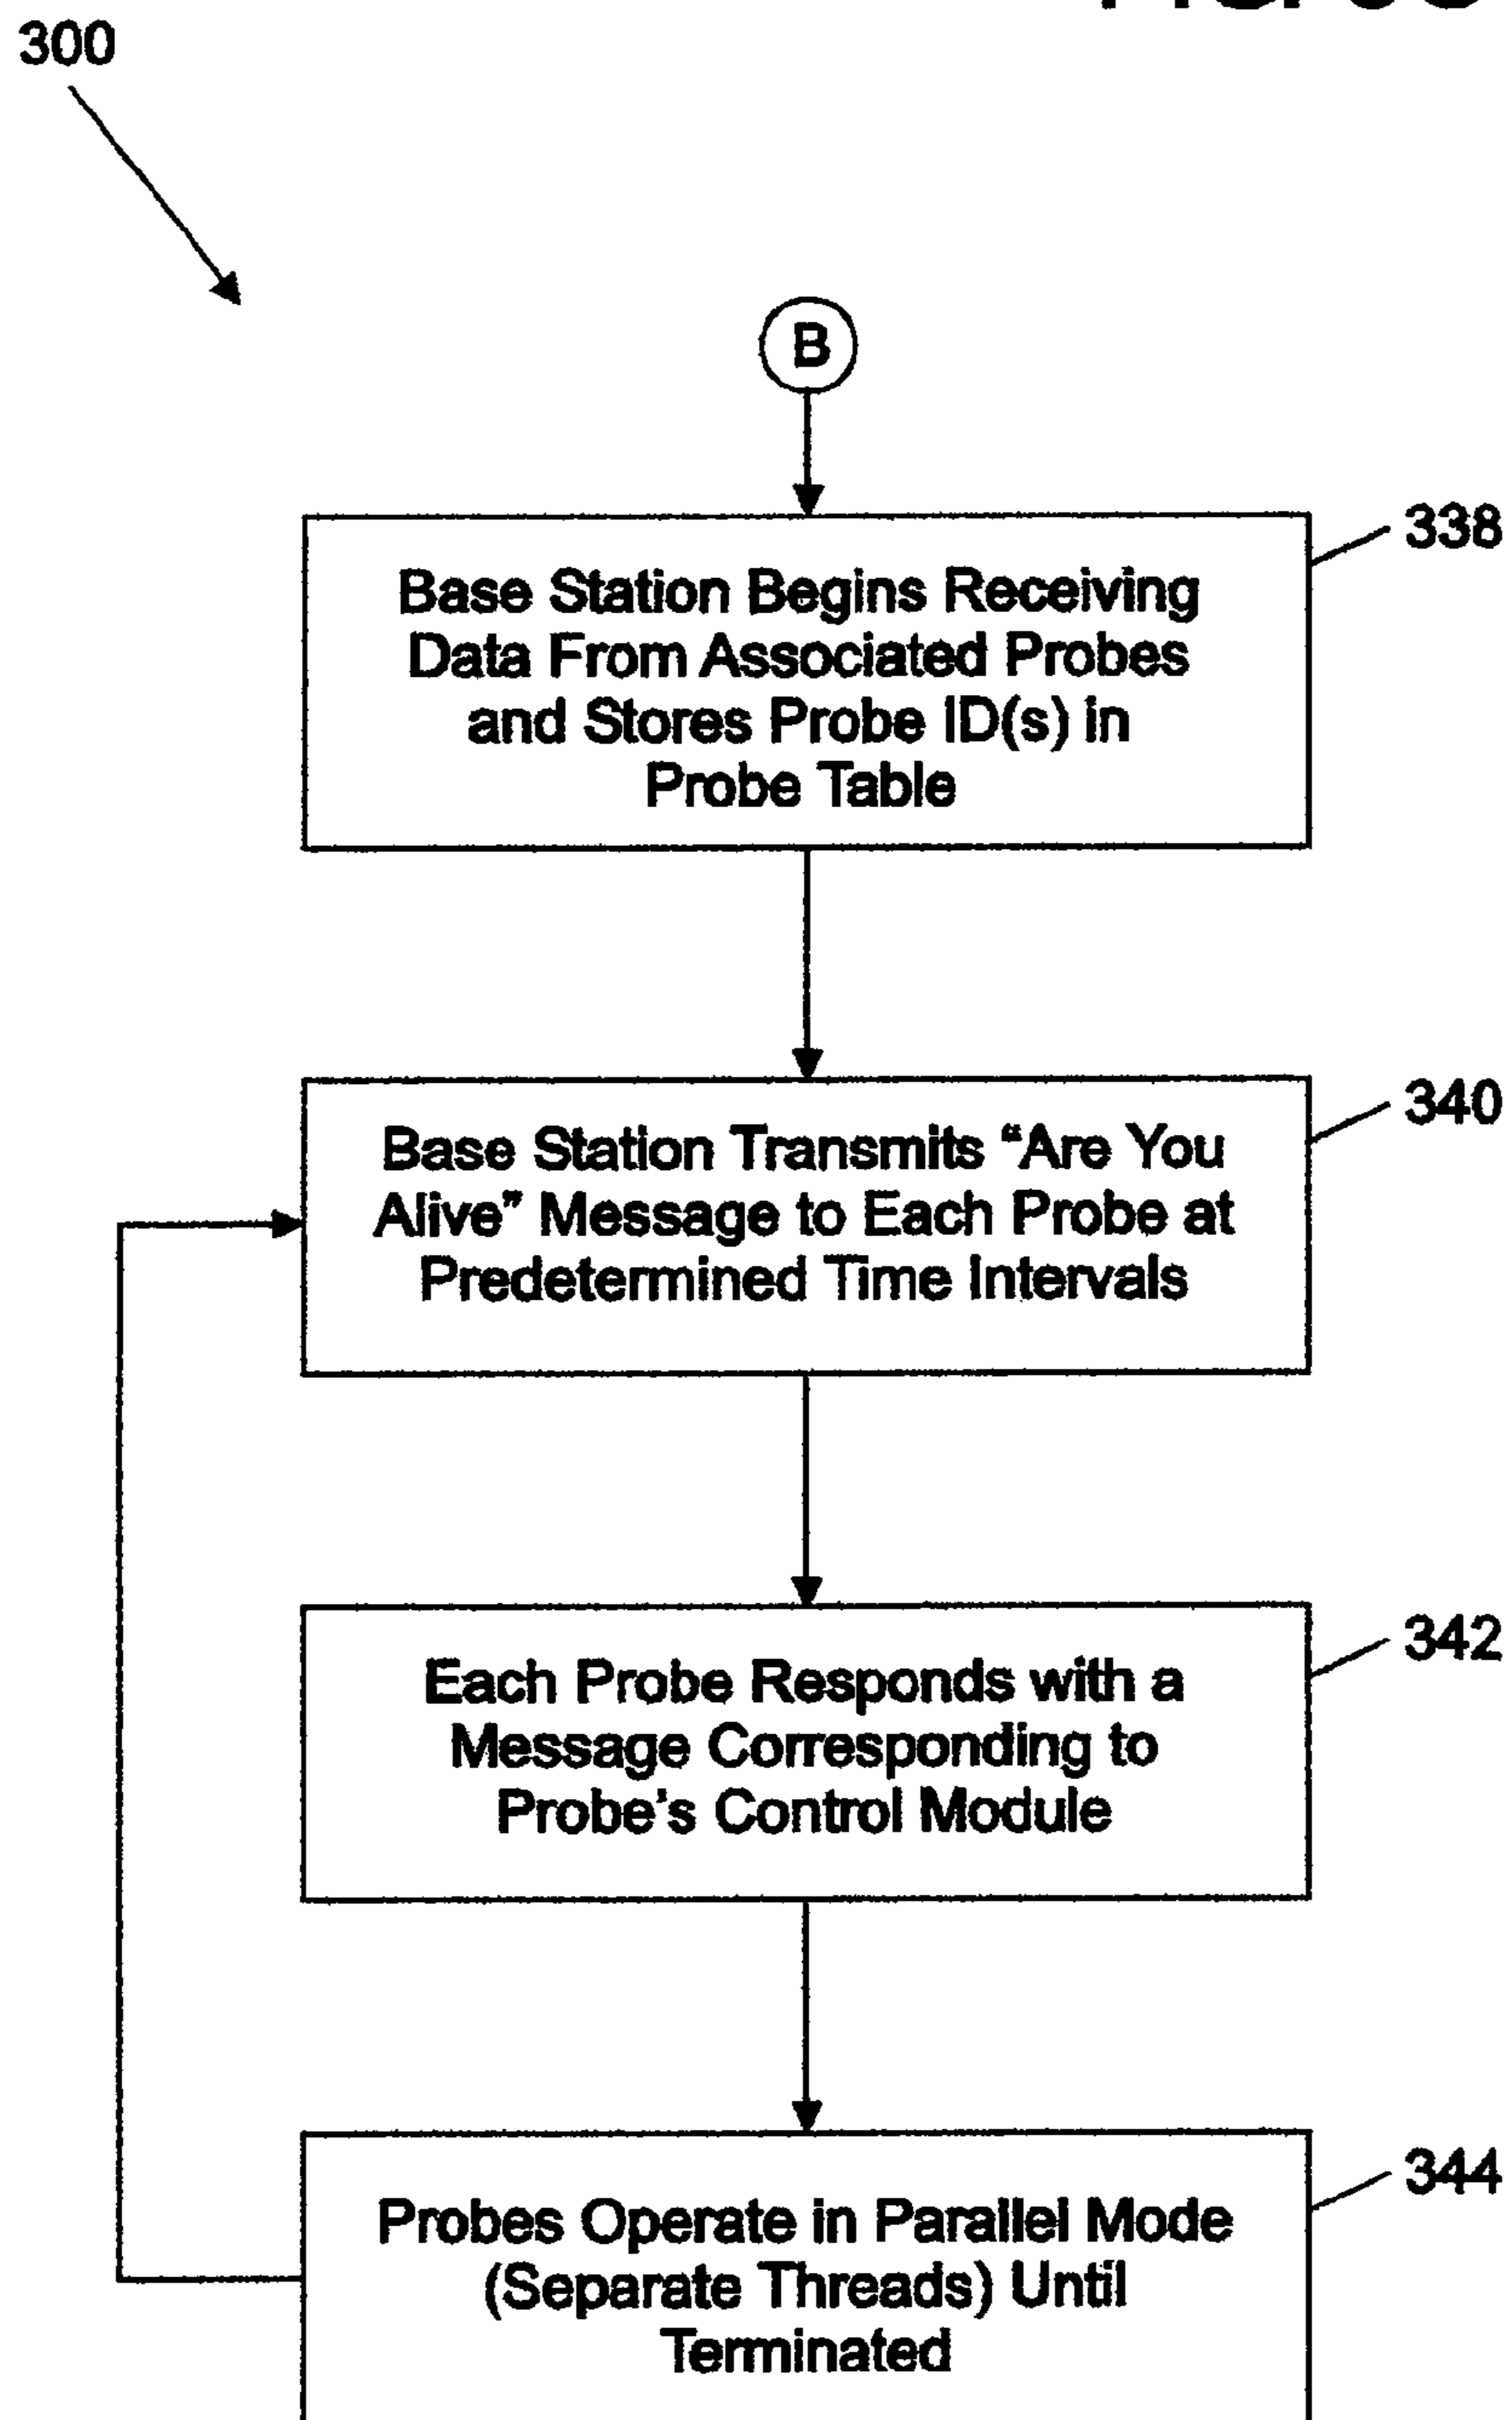 300
B
338
Base Station Begins Receiving
Data From Associated Probes
and Stores Probe ID(s) in
Probe Table
340
Base Station Transmits “Are You
Alive” Message to Each Probe at
Predetermined Time Intervals
342
Each Probe Responds with a
Message Corresponding to
Probe’s Control Module
344
Probes Operate in Parallel Mode
(Separate Threads) Until
Terminated